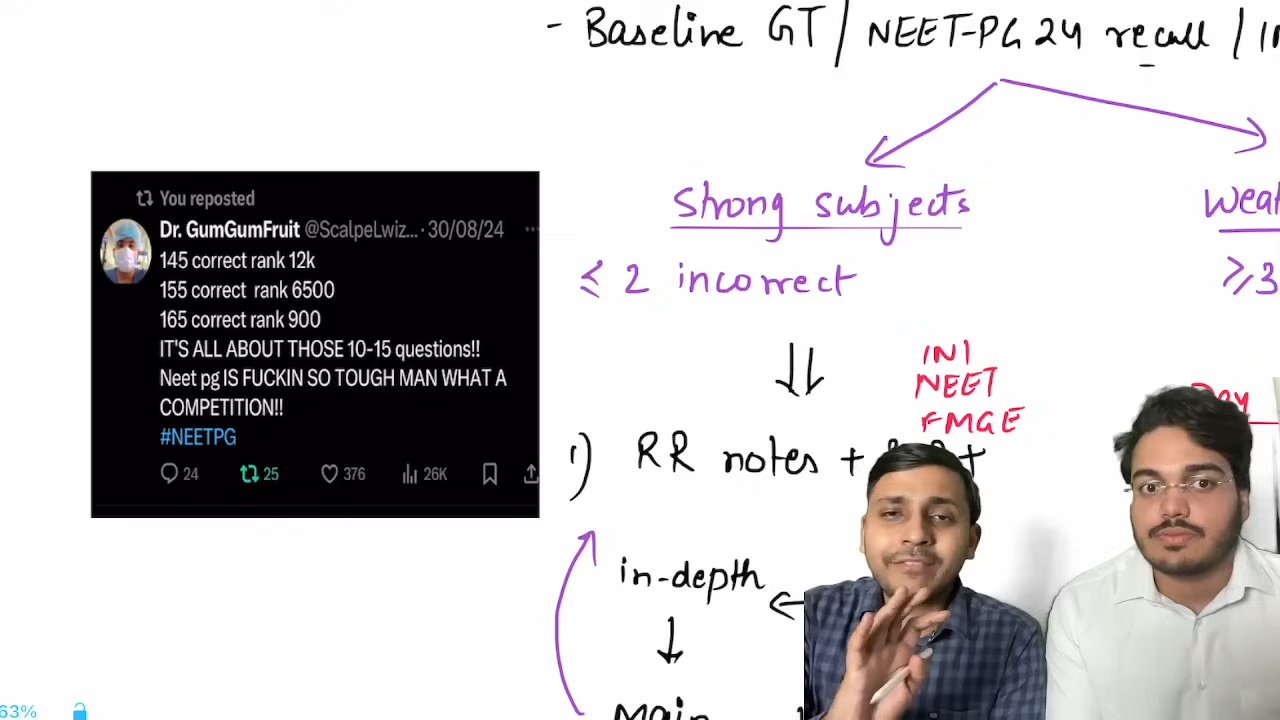 - Baseline GT / NEET-PG 24 recall /
You reposted
Dr. GumGumFruit @ScalpeLwiz... · 30/08/24
145 correct rank 12k
155 correct rank 6500
165 correct rank 900
IT'S ALL ABOUT THOSE 10-15 questions!!
Neet pg IS FUCKIN SO TOUGH MAN WHAT A
COMPETITION!!
#NEETPG
24 25 376 26K
Strong subjects
≤ 2 incorrect
≥3
INI
NEET
FMGE
1) RR notes +
+
in-depth
Main
63%